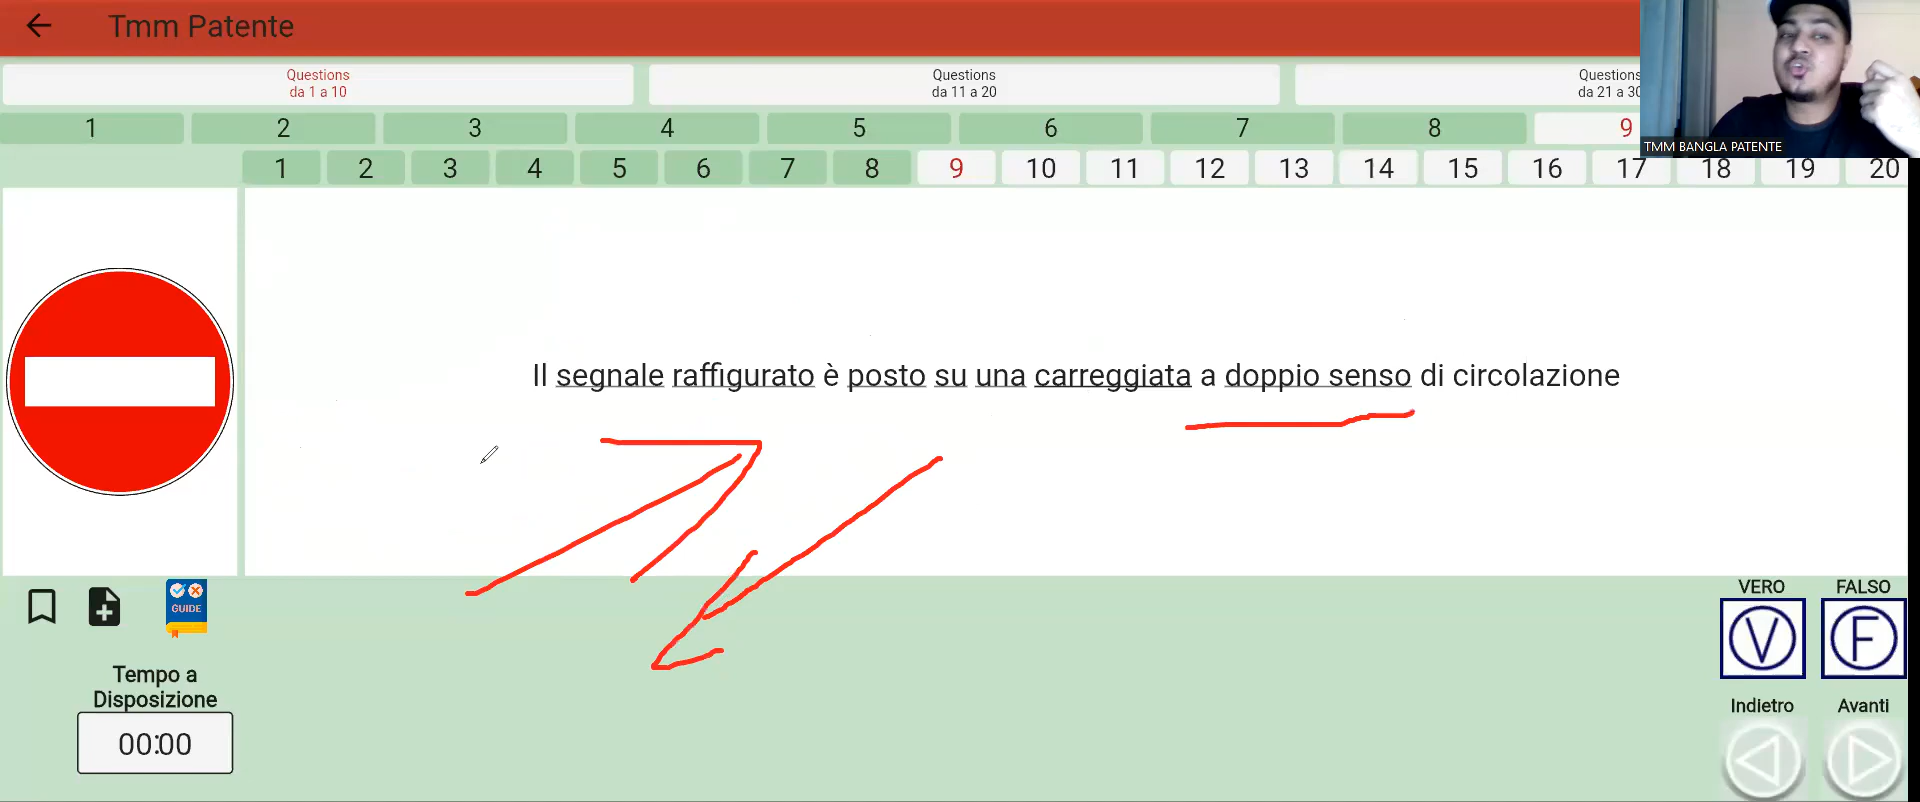 Tmm Patente
Questions
da 1 a 10
Questions
da 11 a 20
Questions
da 21 a 30
1 2 3 4 5 6 7 8 9
TMM BANGLA PATENTE
1 2 3 4 5 6 7 8 9 10 11 12 13 14 15 16 17 18 19 20
Il segnale raffigurato è posto su una carreggiata a doppio senso di circolazione
GUIDE
VERO FALSO
V F
Tempo a
Disposizione
00:00
Indietro Avanti